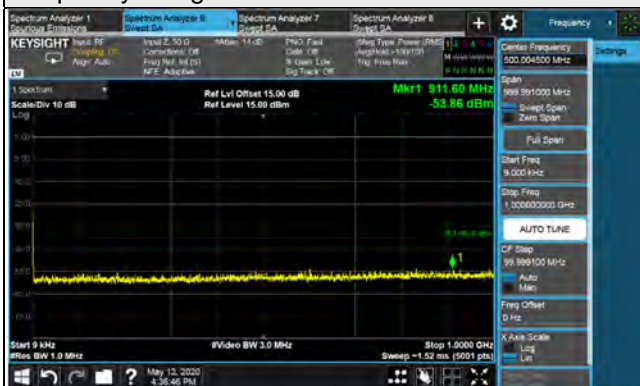 Spectrum Analyzer 1
Spurious Emissions
Swept SA
Spectrum Analyzer 7
Swept SA
Spectrum Analyzer 8
Swept SA
+
Frequency
KEYSIGHT
Input: RF
Align: Auto
Input Z: 50 Ω
Corrections: Off
Freq Ref: Int (S)
NFE: Adaptive
#Atten: 14 dB
PNO: Fast
Gate: Off
IF Gain: Low
Sig Track: Off
#Avg Type: Power (RMS
Avg|Hold >100/100
Trig: Free Run
Center Frequency
500.004500 MHz
Settings
Span
999.991000 MHz
Swept Span
Zero Span
Full Span
Start Freq
9.000 kHz
Stop Freq
1.000000000 GHz
AUTO TUNE
CF Step
99.999100 MHz
Auto
Man
Freq Offset
0 Hz
X Axis Scale
Log
Lin
1 Spectrum
Scale/Div 10 dB
Log
Ref Lvl Offset 15.00 dB
Ref Level 15.00 dBm
Mkr1 911.60 MHz
-53.86 dBm
1
Start 9 kHz
#Res BW 1.0 MHz
#Video BW 3.0 MHz
Stop 1.0000 GHz
Sweep ~1.52 ms (5001 pts)
?
May 12, 2020
4:36:46 PM